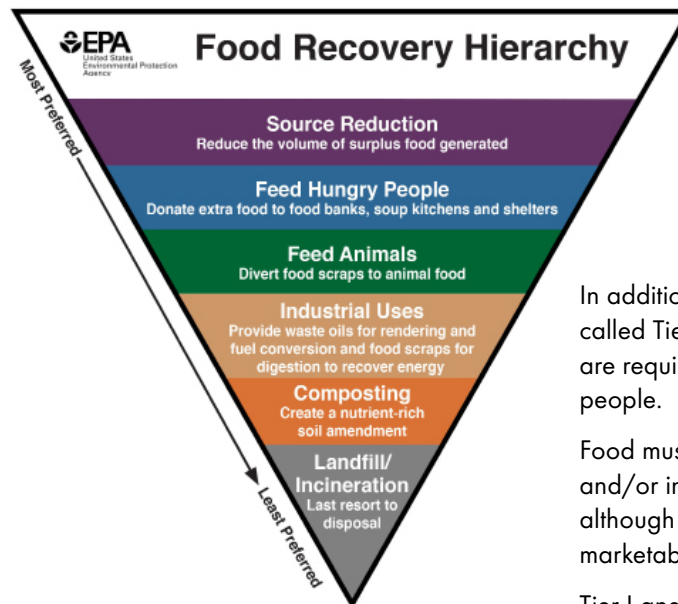 EPA
United States
Environmental Protection
Agency
Food Recovery Hierarchy
Most Preferred
Source Reduction
Reduce the volume of surplus food generated
Feed Hungry People
Donate extra food to food banks, soup kitchens and shelters
Feed Animals
Divert food scraps to animal food
Industrial Uses
Provide waste oils for rendering and
fuel conversion and food scraps for
digestion to recover energy
Composting
Create a nutrient-rich
soil amendment
Landfill/
Incineration
Last resort to
disposal
Least Preferred
called Tie
are requi
people.
Food mus
and/or in
although
marketab